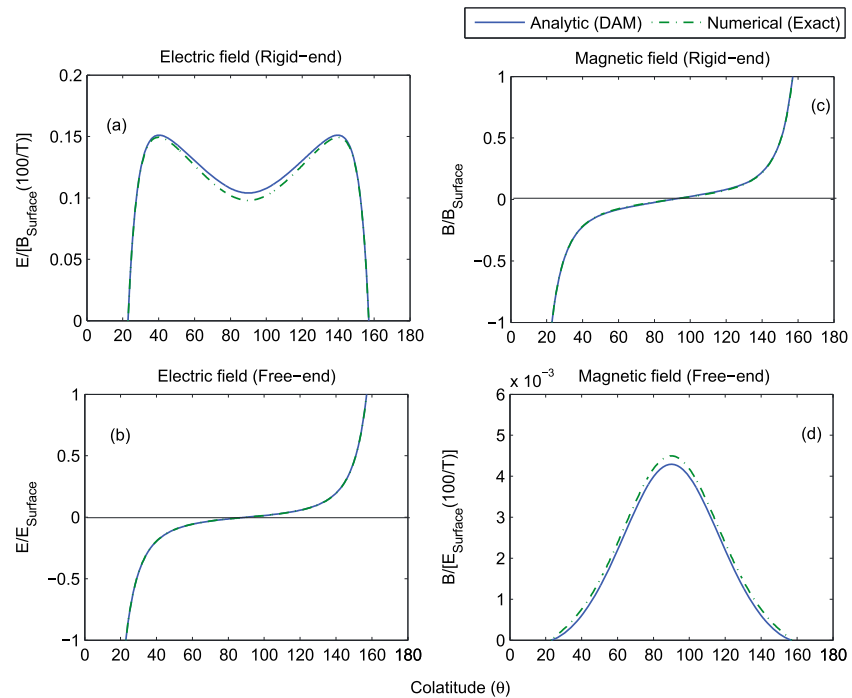 Analytic (DAM) Numerical (Exact)
Electric field (Rigid−end)
0.2
0.15
0.1
0.05
0
E/[B_Surface(100/T)]
(a)
0 20 40 60 80 100 120 140 160 180
Magnetic field (Rigid−end)
1
0.5
0
−0.5
−1
B/B_Surface
(c)
0 20 40 60 80 100 120 140 160 180
Electric field (Free−end)
1
0.5
0
−0.5
−1
E/E_Surface
(b)
0 20 40 60 80 100 120 140 160 180
x 10⁻³ Magnetic field (Free−end)
6
5
4
3
2
1
0
B/[E_Surface(100/T)]
(d)
0 20 40 60 80 100 120 140 160 180
Colatitude (θ)